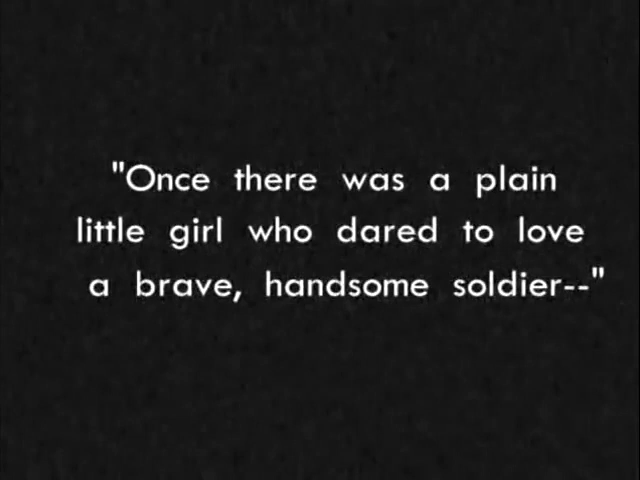 "Once there was a plain
little girl who dared to love
a brave, handsome soldier--"